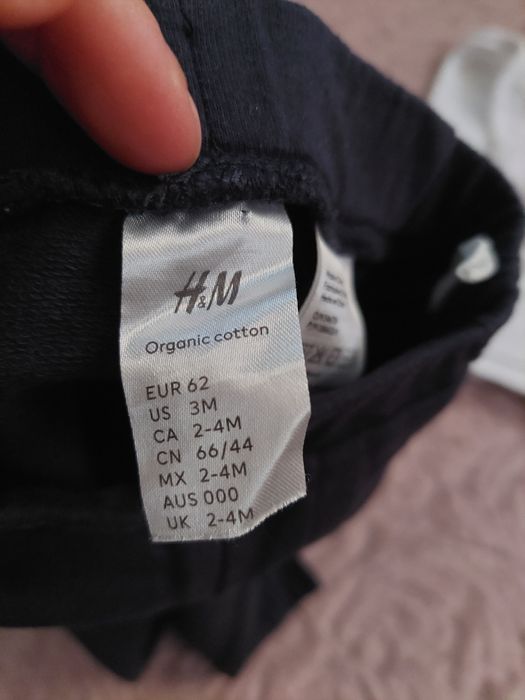 H&M
Organic cotton
EUR 62
US 3M
CA 2-4M
CN 66/44
MX 2-4M
AUS 000
UK 2-4M